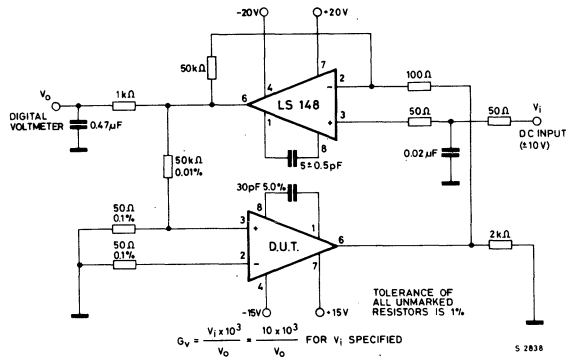 -20V +20V
50kΩ
4 7
Vo 1kΩ 6 LS 148 2 − 100Ω
50Ω 50Ω Vi
DIGITAL VOLTMETER
0.47µF
1 3 +
DC INPUT (±10V)
8
50kΩ 0.01%
5±0.5pF
0.02µF
30pF 5.0%
50Ω 0.1%
8 1
3 +
50Ω 0.1%
D.U.T. 6
2kΩ
2 −
4 7
-15V +15V
TOLERANCE OF
ALL UNMARKED
RESISTORS IS 1%
Gv = Vi x 10³ / Vo = 10 x 10³ / Vo FOR Vi SPECIFIED
S 2838